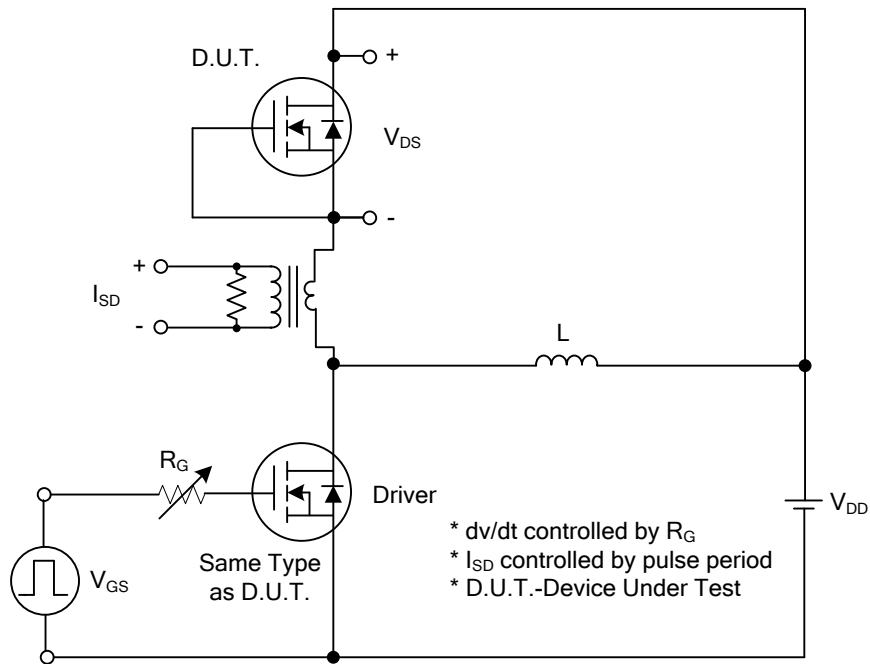 D.U.T.
+
V_DS
-
+
I_SD
-
L
R_G
Driver
V_DD
V_GS
Same Type
as D.U.T.
* dv/dt controlled by R_G
* I_SD controlled by pulse period
* D.U.T.-Device Under Test